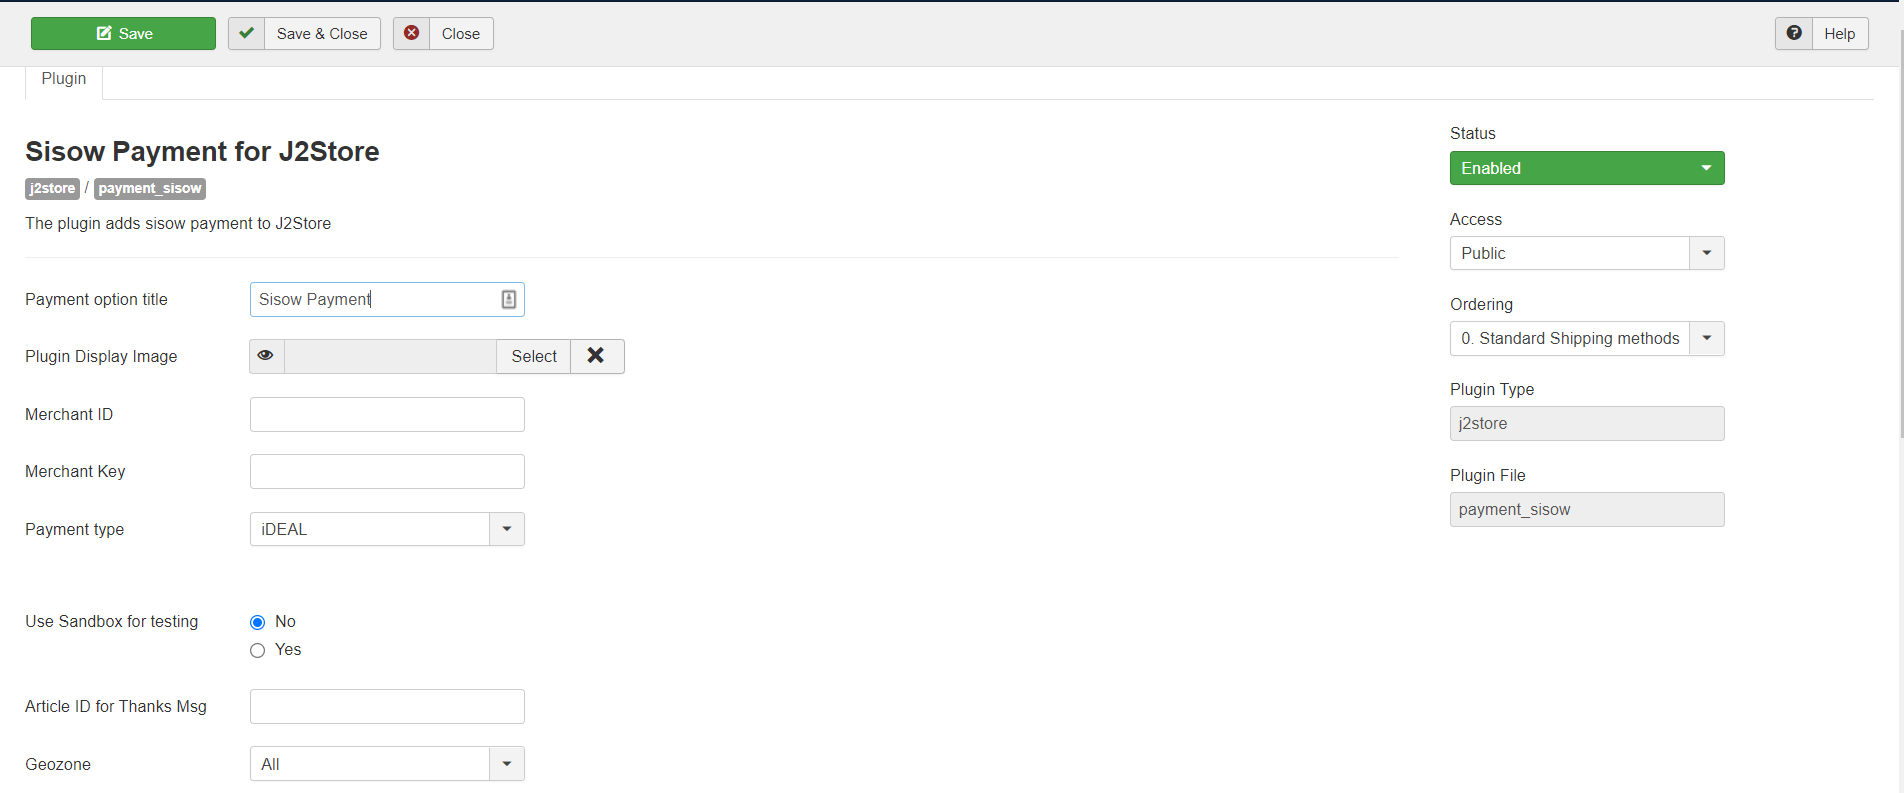 Save
Save & Close
Close
Help
Plugin
Sisow Payment for J2Store
j2store / payment_sisow
The plugin adds sisow payment to J2Store
Payment option title
Sisow Payment
Plugin Display Image
Select
Merchant ID
Merchant Key
Payment type
iDEAL
Use Sandbox for testing
No
Yes
Article ID for Thanks Msg
Geozone
All
Status
Enabled
Access
Public
Ordering
0. Standard Shipping methods
Plugin Type
j2store
Plugin File
payment_sisow